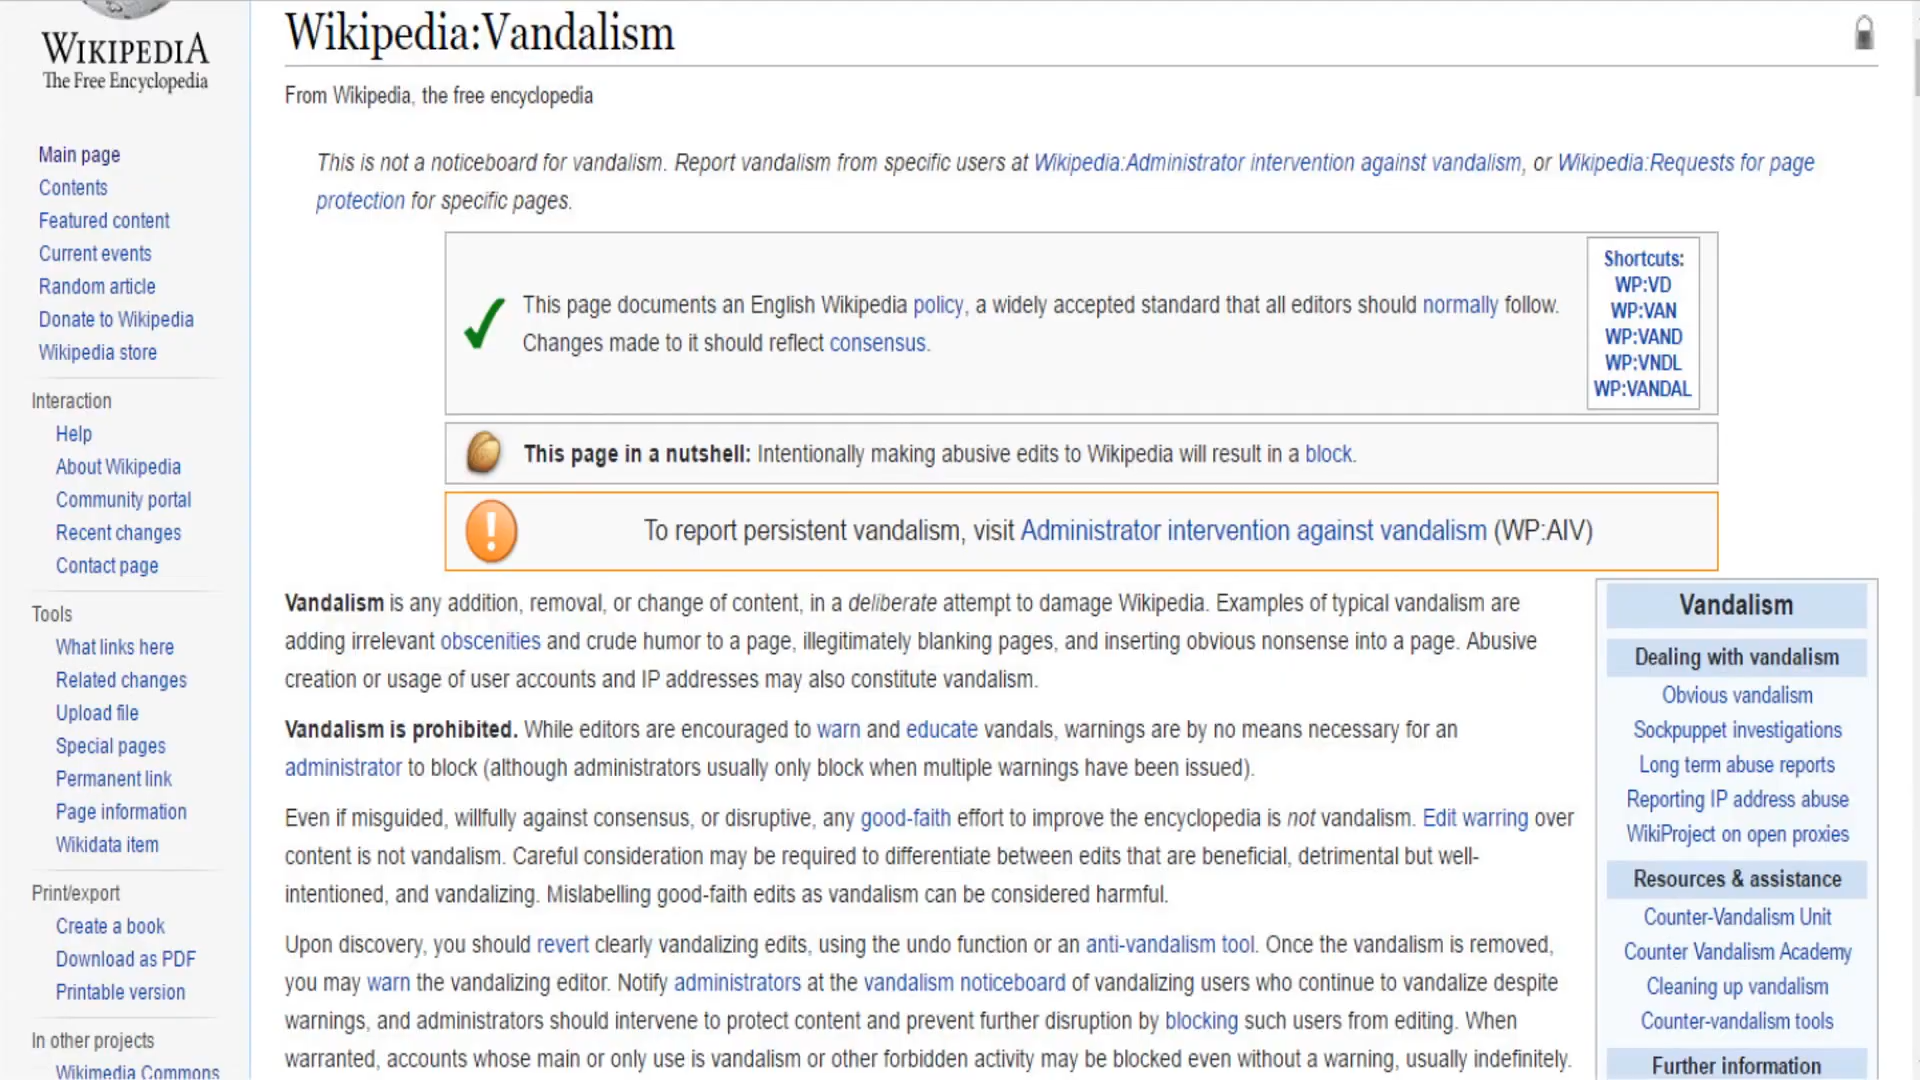 WIKIPEDIA
The Free Encyclopedia
Main page
Contents
Featured content
Current events
Random article
Donate to Wikipedia
Wikipedia store
Interaction
Help
About Wikipedia
Community portal
Recent changes
Contact page
Tools
What links here
Related changes
Upload file
Special pages
Permanent link
Page information
Wikidata item
Print/export
Create a book
Download as PDF
Printable version
In other projects
Wikimedia Commons
Wikipedia:Vandalism
From Wikipedia, the free encyclopedia
This is not a noticeboard for vandalism. Report vandalism from specific users at Wikipedia:Administrator intervention against vandalism, or Wikipedia:Requests for page
protection for specific pages.
This page documents an English Wikipedia policy, a widely accepted standard that all editors should normally follow.
Changes made to it should reflect consensus.
Shortcuts:
WP:VD
WP:VAN
WP:VAND
WP:VNDL
WP:VANDAL
This page in a nutshell: Intentionally making abusive edits to Wikipedia will result in a block.
!
To report persistent vandalism, visit Administrator intervention against vandalism (WP:AIV)
Vandalism is any addition, removal, or change of content, in a deliberate attempt to damage Wikipedia. Examples of typical vandalism are
adding irrelevant obscenities and crude humor to a page, illegitimately blanking pages, and inserting obvious nonsense into a page. Abusive
creation or usage of user accounts and IP addresses may also constitute vandalism.
Vandalism is prohibited. While editors are encouraged to warn and educate vandals, warnings are by no means necessary for an
administrator to block (although administrators usually only block when multiple warnings have been issued).
Even if misguided, willfully against consensus, or disruptive, any good-faith effort to improve the encyclopedia is not vandalism. Edit warring over
content is not vandalism. Careful consideration may be required to differentiate between edits that are beneficial, detrimental but well-
intentioned, and vandalizing. Mislabelling good-faith edits as vandalism can be considered harmful.
Upon discovery, you should revert clearly vandalizing edits, using the undo function or an anti-vandalism tool. Once the vandalism is removed,
you may warn the vandalizing editor. Notify administrators at the vandalism noticeboard of vandalizing users who continue to vandalize despite
warnings, and administrators should intervene to protect content and prevent further disruption by blocking such users from editing. When
warranted, accounts whose main or only use is vandalism or other forbidden activity may be blocked even without a warning, usually indefinitely.
Vandalism
Dealing with vandalism
Obvious vandalism
Sockpuppet investigations
Long term abuse reports
Reporting IP address abuse
WikiProject on open proxies
Resources & assistance
Counter-Vandalism Unit
Counter Vandalism Academy
Cleaning up vandalism
Counter-vandalism tools
Further information